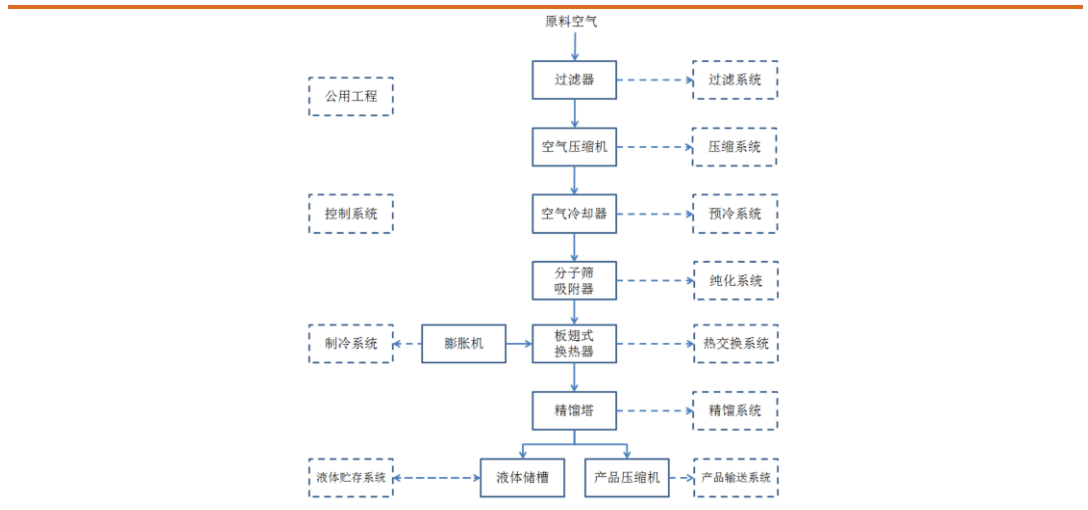 原料空气
过滤器
过滤系统
公用工程
空气压缩机
压缩系统
控制系统
空气冷却器
预冷系统
分子筛
吸附器
纯化系统
制冷系统
膨胀机
板翅式
换热器
热交换系统
精馏塔
精馏系统
液体贮存系统
液体储槽
产品压缩机
产品输送系统